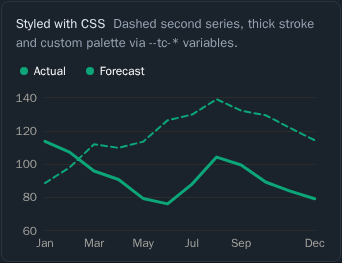 Styled with CSS Dashed second series, thick stroke
and custom palette via --tc-* variables.
Actual Forecast
140
120
100
80
60
Jan Mar May Jul Sep Dec